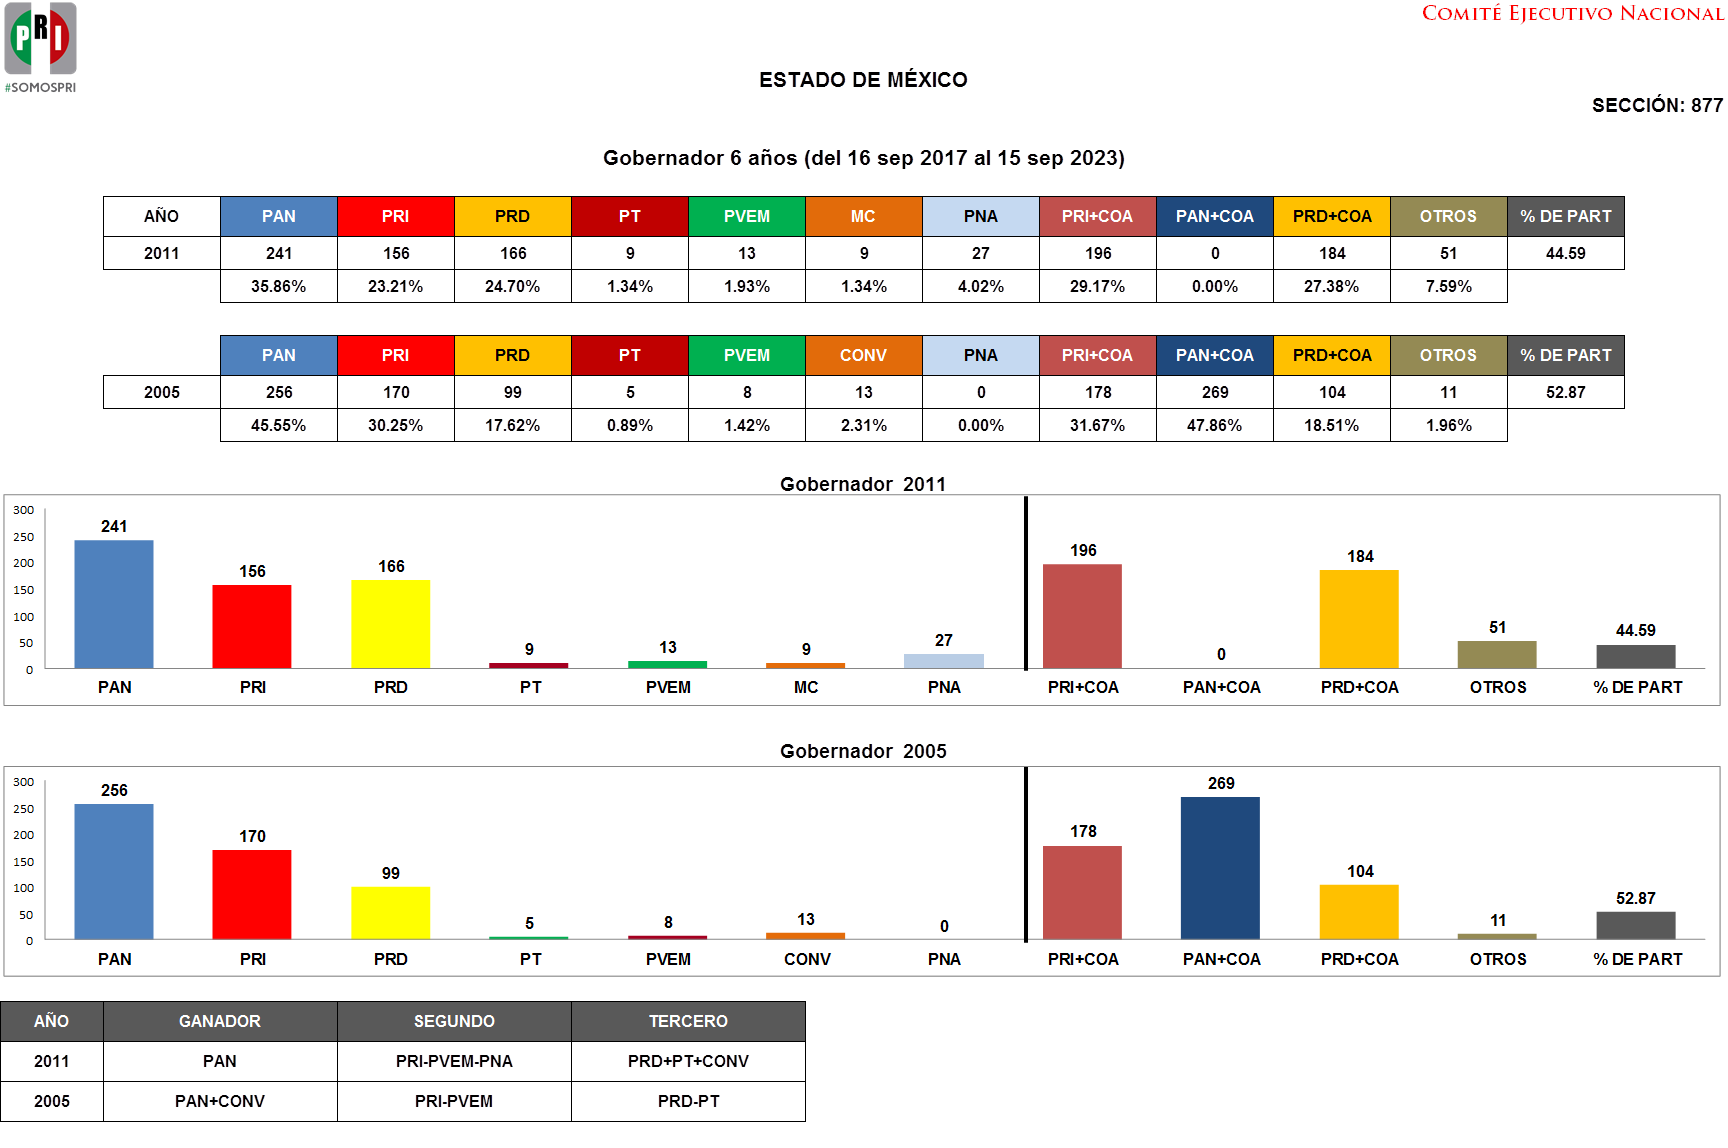 PRI
#SOMOSPRI
COMITÉ EJECUTIVO NACIONAL
ESTADO DE MÉXICO
SECCIÓN: 877
Gobernador 6 años (del 16 sep 2017 al 15 sep 2023)
AÑO PAN PRI PRD PT PVEM MC PNA PRI+COA PAN+COA PRD+COA OTROS % DE PART
2011 241 156 166 9 13 9 27 196 0 184 51 44.59
35.86% 23.21% 24.70% 1.34% 1.93% 1.34% 4.02% 29.17% 0.00% 27.38% 7.59%
PAN PRI PRD PT PVEM CONV PNA PRI+COA PAN+COA PRD+COA OTROS % DE PART
2005 256 170 99 5 8 13 0 178 269 104 11 52.87
45.55% 30.25% 17.62% 0.89% 1.42% 2.31% 0.00% 31.67% 47.86% 18.51% 1.96%
Gobernador 2011
300
250
200
150
100
50
0
241 156 166 9 13 9 27 196 0 184 51 44.59
PAN PRI PRD PT PVEM MC PNA PRI+COA PAN+COA PRD+COA OTROS % DE PART
Gobernador 2005
300
250
200
150
100
50
0
256 170 99 5 8 13 0 178 269 104 11 52.87
PAN PRI PRD PT PVEM CONV PNA PRI+COA PAN+COA PRD+COA OTROS % DE PART
AÑO GANADOR SEGUNDO TERCERO
2011 PAN PRI-PVEM-PNA PRD+PT+CONV
2005 PAN+CONV PRI-PVEM PRD-PT